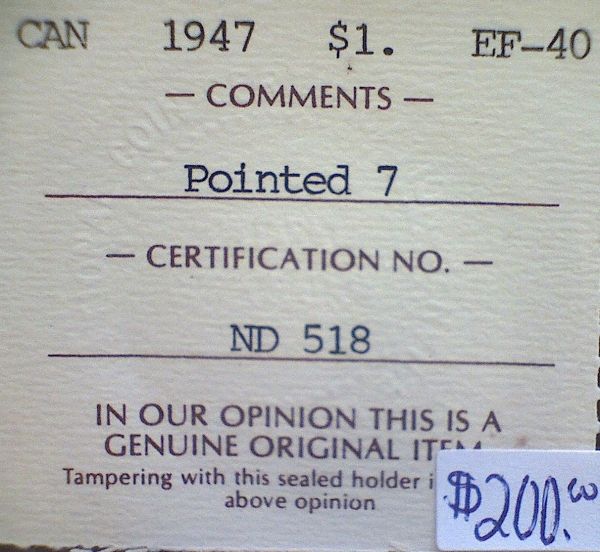 CAN 1947 $1. EF-40
— COMMENTS —
Pointed 7
— CERTIFICATION NO. —
ND 518
IN OUR OPINION THIS IS A
GENUINE ORIGINAL ITEM
Tampering with this sealed holder
above opinion
$200.00